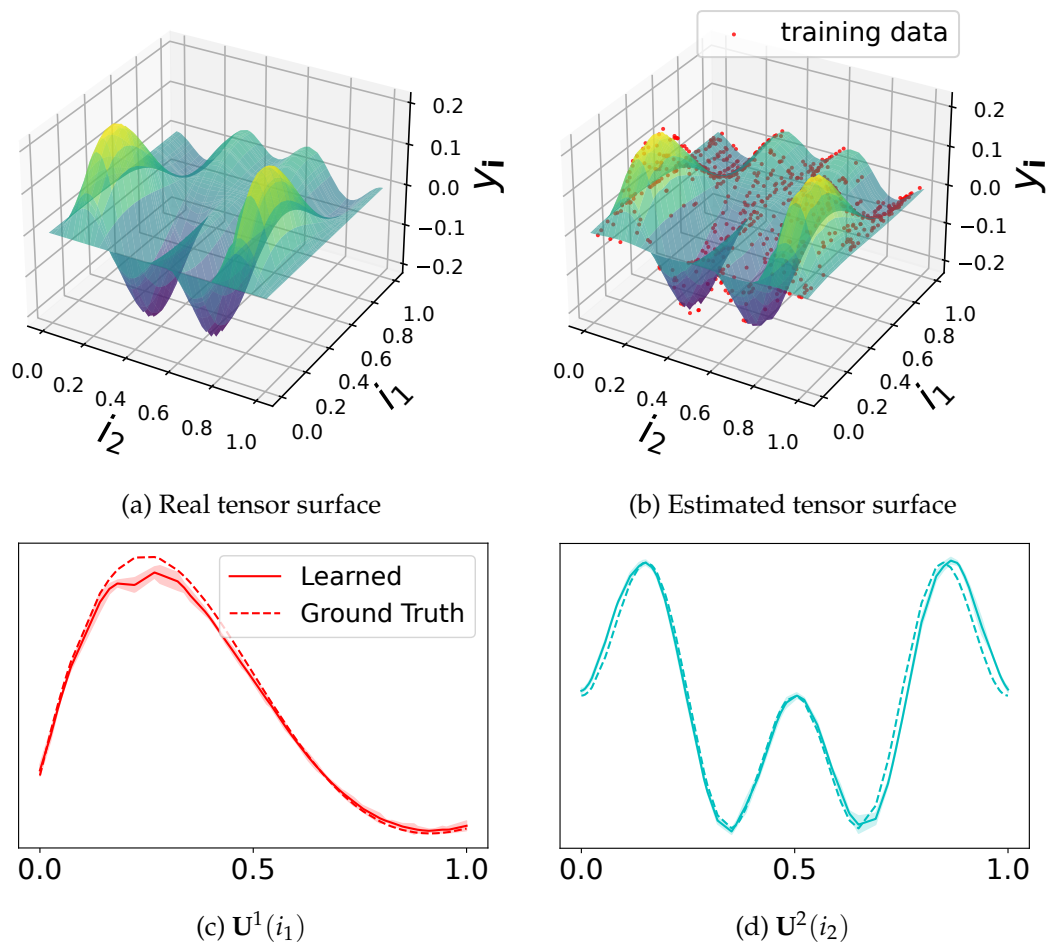 training data
0.2
0.1
0.0
−0.1
−0.2
y_i
0.0
0.2
0.4
0.6
0.8
1.0
i_2
0.0
0.2
0.4
0.6
0.8
1.0
i_1
0.2
0.1
0.0
−0.1
−0.2
y_i
0.0
0.2
0.4
0.6
0.8
1.0
i_2
0.0
0.2
0.4
0.6
0.8
1.0
i_1
(a) Real tensor surface
(b) Estimated tensor surface
Learned
Ground Truth
0.0 0.5 1.0
(c) U¹(i₁)
0.0 0.5 1.0
(d) U²(i₂)